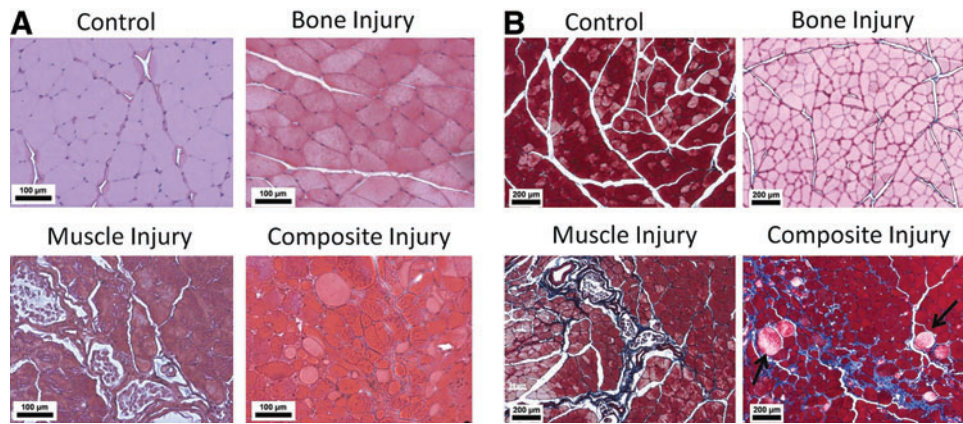 A
Control
Bone Injury
100 µm
100 µm
Muscle Injury
Composite Injury
100 µm
100 µm
B
Control
Bone Injury
200 µm
200 µm
Muscle Injury
Composite Injury
200 µm
200 µm